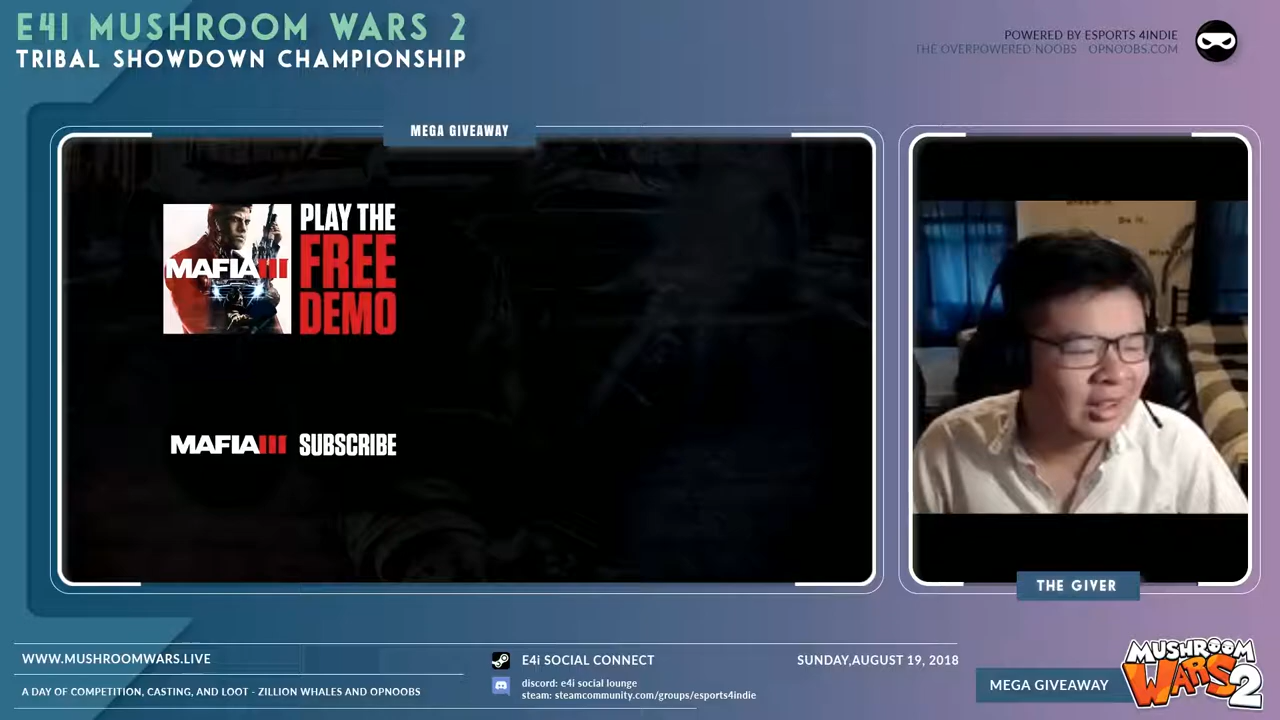 E4I MUSHROOM WARS 2
TRIBAL SHOWDOWN CHAMPIONSHIP
POWERED BY ESPORTS 4INDIE
THE OVERPOWERED NOOBS OPNOOBS.COM
MEGA GIVEAWAY
PLAY THE
FREE
DEMO
MAFIA III
MAFIA III SUBSCRIBE
Do it.
THE GIVER
WWW.MUSHROOMWARS.LIVE
A DAY OF COMPETITION, CASTING, AND LOOT - ZILLION WHALES AND OPNOOBS
E4i SOCIAL CONNECT
discord: e4i social lounge
steam: steamcommunity.com/groups/esports4indie
SUNDAY,AUGUST 19, 2018
MEGA GIVEAWAY
MUSHROOM
WARS 2